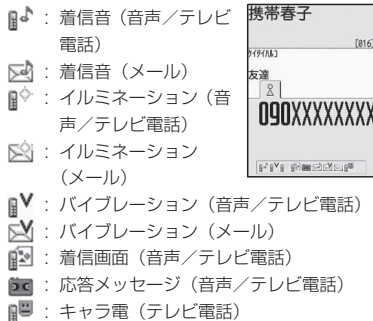 ：着信音（音声／テレビ
電話）
：着信音（メール）
：イルミネーション（音
声／テレビ電話）
：イルミネーション
（メール）
：バイブレーション（音声／テレビ電話）
：バイブレーション（メール）
：着信画面（音声／テレビ電話）
：応答メッセージ（音声／テレビ電話）
：キャラ電（テレビ電話）
携帯春子
[016]
ｹｲﾀｲﾊﾙｺ
友達
090XXXXXXXX